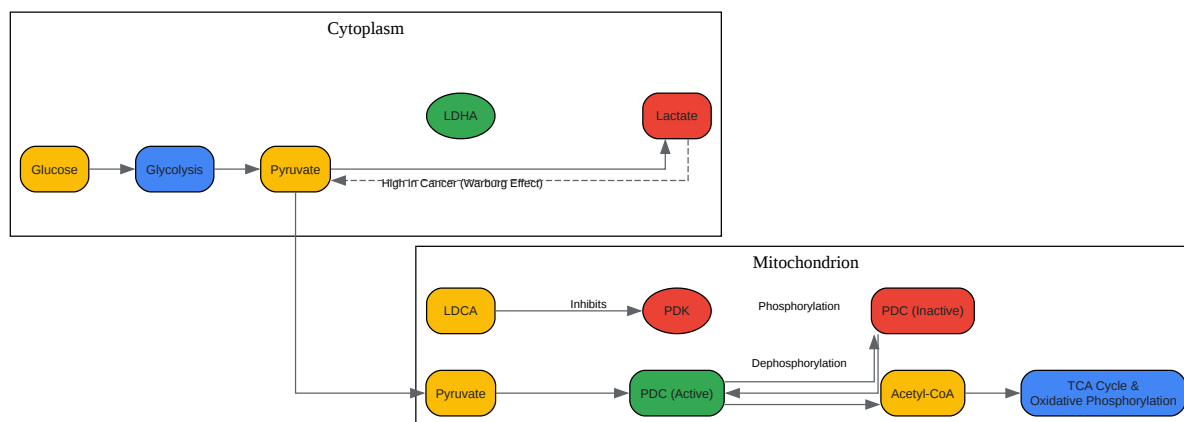 Cytoplasm
LDHA
Lactate
Glucose
Glycolysis
Pyruvate
High in Cancer (Warburg Effect)
Mitochondrion
LDCA
Inhibits
PDK
Phosphorylation
PDC (Inactive)
Dephosphorylation
Pyruvate
PDC (Active)
Acetyl-CoA
TCA Cycle &
Oxidative Phosphorylation